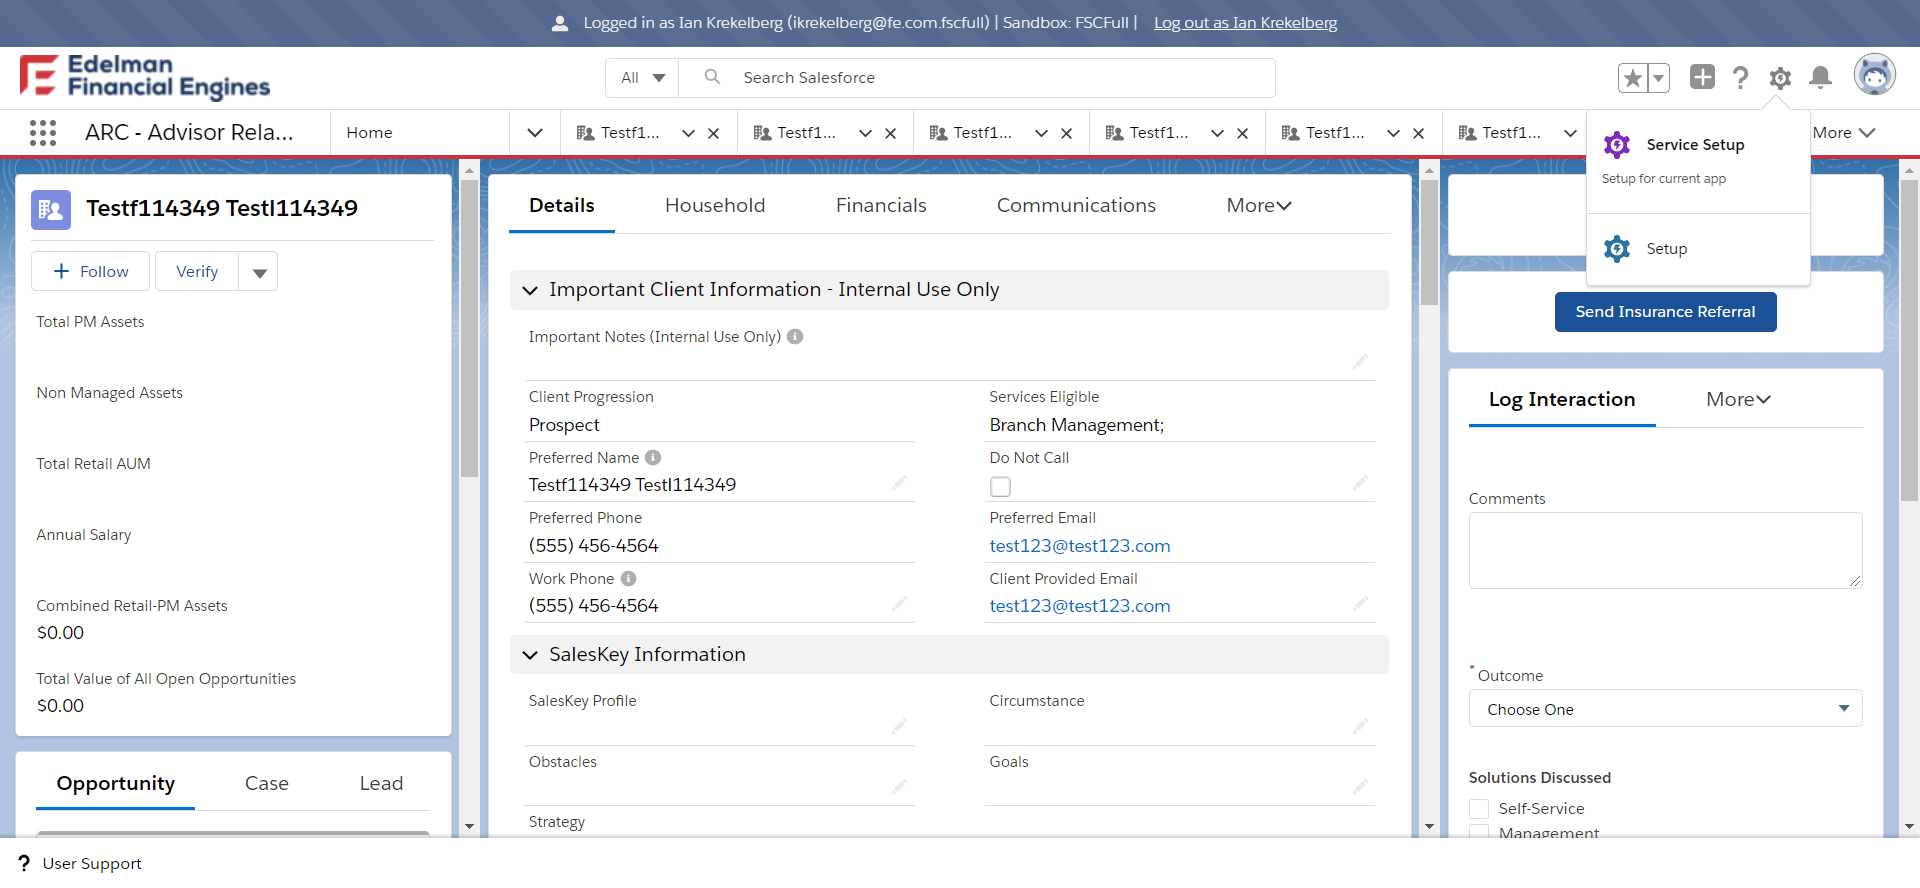 Logged in as Ian Krekelberg (ikrekelberg@fe.com.fscfull) | Sandbox: FSCFull | Log out as Ian Krekelberg
Edelman
Financial Engines
All
Search Salesforce
ARC - Advisor Rela...
Home
Testf1...
Testf1...
Testf1...
Testf1...
Testf1...
Testf1...
More
Service Setup
Setup for current app
Setup
Testf114349 Testl114349
Follow
Verify
Total PM Assets
Non Managed Assets
Total Retail AUM
Annual Salary
Combined Retail-PM Assets
$0.00
Total Value of All Open Opportunities
$0.00
Opportunity
Case
Lead
Details
Household
Financials
Communications
More
Important Client Information - Internal Use Only
Important Notes (Internal Use Only)
Client Progression
Prospect
Services Eligible
Branch Management;
Preferred Name
Testf114349 Testl114349
Do Not Call
Preferred Phone
(555) 456-4564
Preferred Email
test123@test123.com
Work Phone
(555) 456-4564
Client Provided Email
test123@test123.com
SalesKey Information
SalesKey Profile
Circumstance
Obstacles
Goals
Strategy
Send Insurance Referral
Log Interaction
More
Comments
* Outcome
Choose One
Solutions Discussed
Self-Service
Management
? User Support